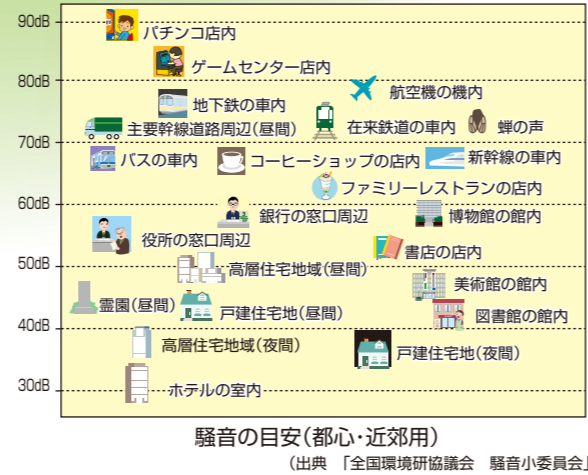 90dB
パチンコ店内
ゲームセンター店内
80dB
航空機の機内
地下鉄の車内
主要幹線道路周辺(昼間)
在来鉄道の車内
蝉の声
70dB
バスの車内
コーヒーショップの店内
新幹線の車内
ファミリーレストランの店内
60dB
銀行の窓口周辺
博物館の館内
役所の窓口周辺
書店の店内
50dB
高層住宅地域(昼間)
美術館の館内
霊園(昼間)
戸建住宅地(昼間)
図書館の館内
40dB
高層住宅地域(夜間)
戸建住宅地(夜間)
30dB
ホテルの室内
騒音の目安(都心・近郊用)
(出典 「全国環境研協議会 騒音小委員会」